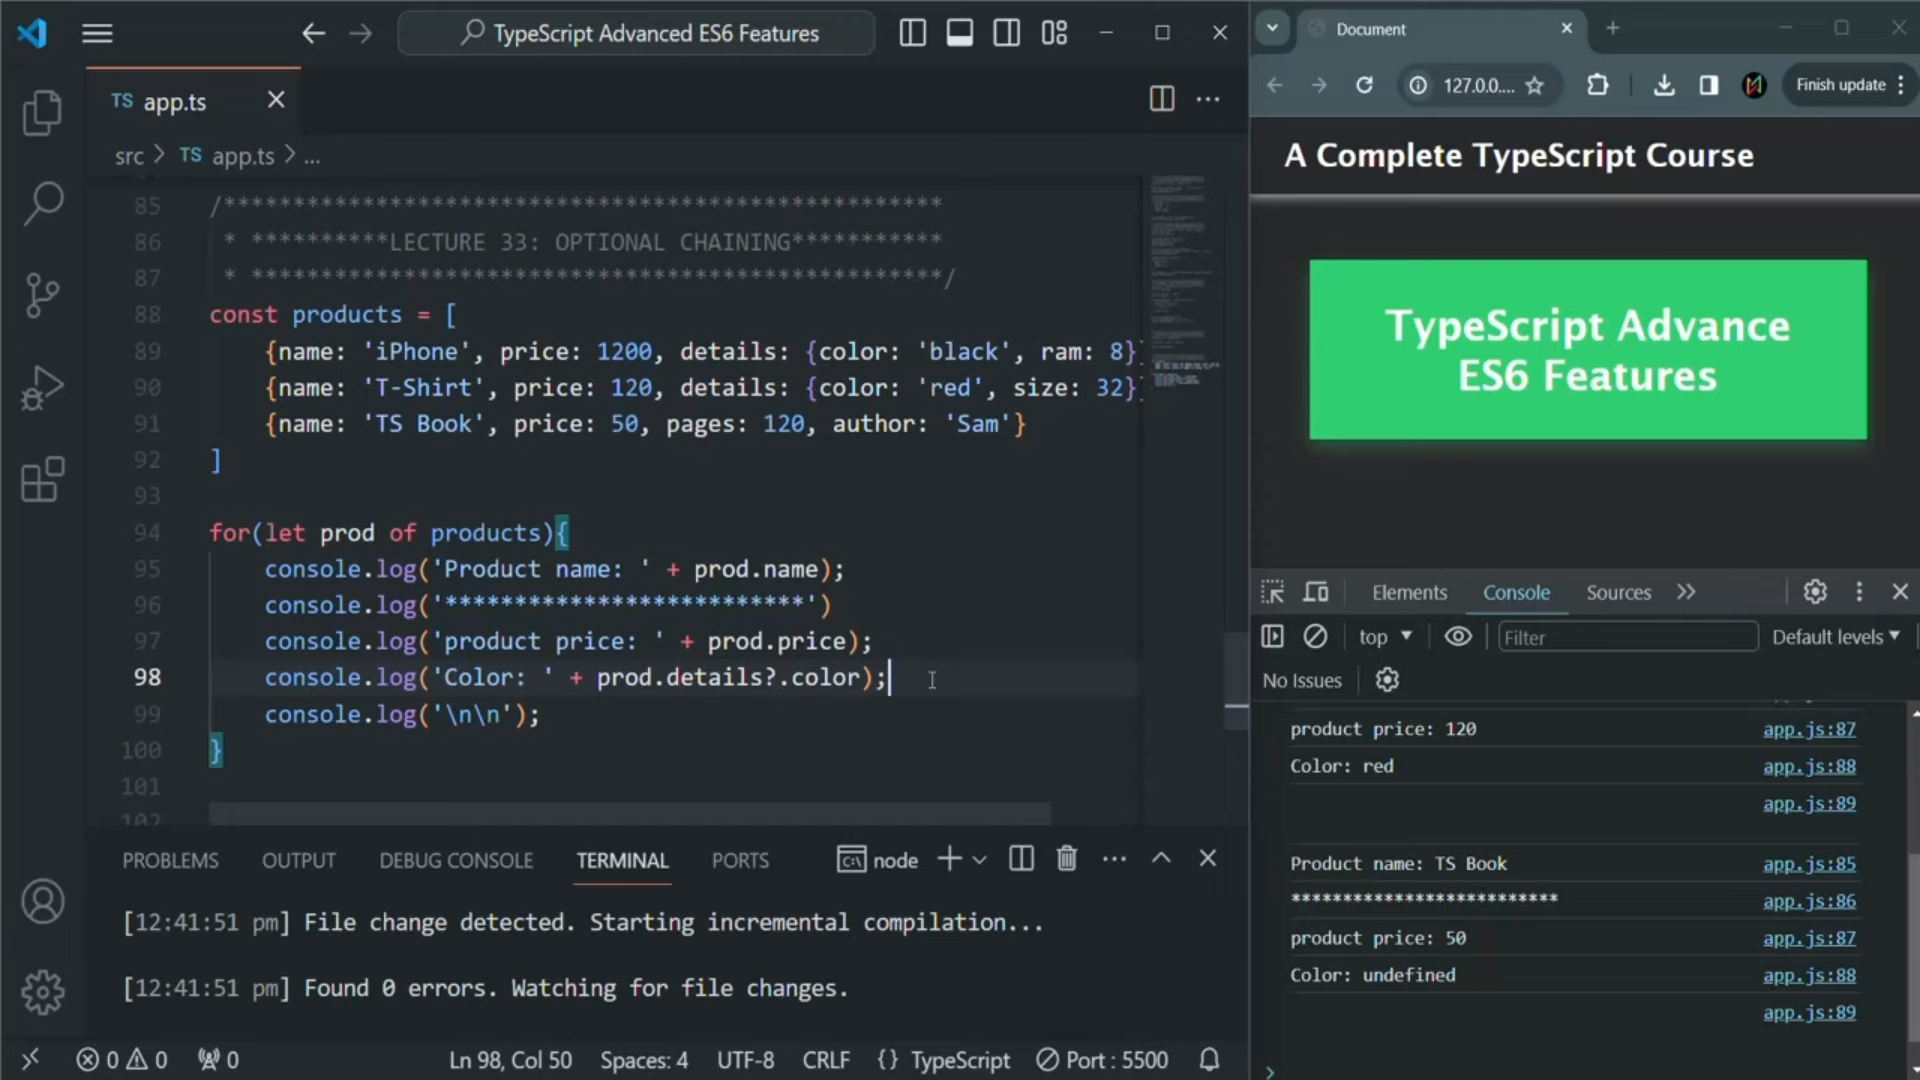 TypeScript Advanced ES6 Features
TS app.ts
src > TS app.ts > ...
85 /****************************************************
86 * **********LECTURE 33: OPTIONAL CHAINING***********
87 * **************************************************/
88 const products = [
89 {name: 'iPhone', price: 1200, details: {color: 'black', ram: 8}
90 {name: 'T-Shirt', price: 120, details: {color: 'red', size: 32}
91 {name: 'TS Book', price: 50, pages: 120, author: 'Sam'}
92 ]
93
94 for(let prod of products){
95 console.log('Product name: ' + prod.name);
96 console.log('**************************')
97 console.log('product price: ' + prod.price);
98 console.log('Color: ' + prod.details?.color);
99 console.log('\n\n');
100 }
101
102
PROBLEMS OUTPUT DEBUG CONSOLE TERMINAL PORTS node
[12:41:51 pm] File change detected. Starting incremental compilation...
[12:41:51 pm] Found 0 errors. Watching for file changes.
0 0 0 Ln 98, Col 50 Spaces: 4 UTF-8 CRLF {} TypeScript Port : 5500
Document
127.0.0.... Finish update
A Complete TypeScript Course
TypeScript Advance
ES6 Features
Elements Console Sources
top Filter Default levels
No Issues
product price: 120 app.js:87
Color: red app.js:88
app.js:89
Product name: TS Book app.js:85
************************** app.js:86
product price: 50 app.js:87
Color: undefined app.js:88
app.js:89